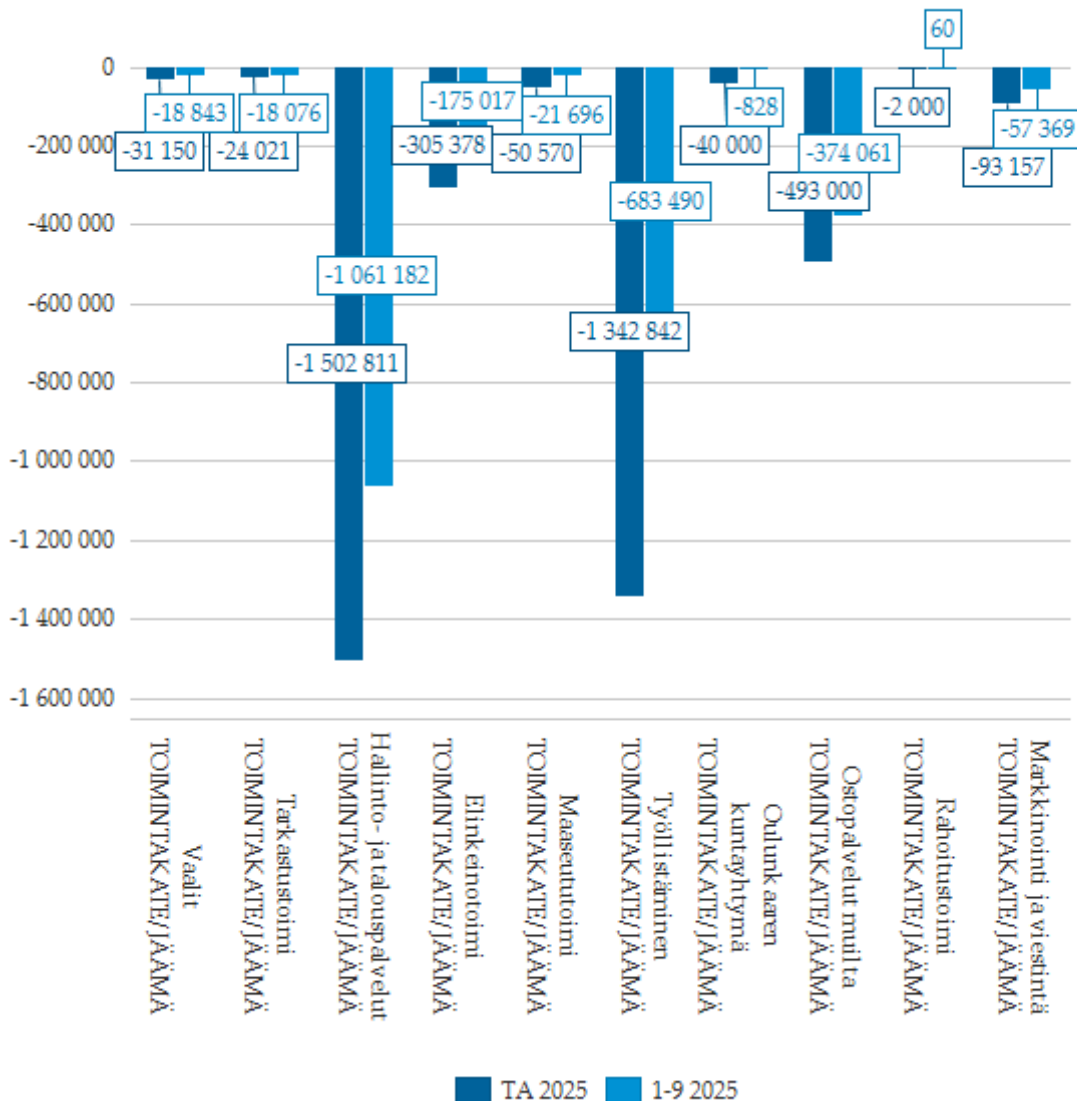 60
0
-200 000
-400 000
-600 000
-800 000
-1 000 000
-1 200 000
-1 400 000
-1 600 000
-18 843
-31 150
-18 076
-24 021
-1 061 182
-1 502 811
-175 017
-305 378
-21 696
-50 570
-683 490
-1 342 842
-828
-40 000
-374 061
-493 000
-2 000
-57 369
-93 157
Vaalit
TOIMINTAKATE/JÄÄMÄ
Tarkastustoimi
TOIMINTAKATE/JÄÄMÄ
Hallinto- ja talouspalvelut
TOIMINTAKATE/JÄÄMÄ
Elinkeinotoimi
TOIMINTAKATE/JÄÄMÄ
Maaseututoimi
TOIMINTAKATE/JÄÄMÄ
Työllistäminen
TOIMINTAKATE/JÄÄMÄ
Oulunkaaren
kuntayhtymä
TOIMINTAKATE/JÄÄMÄ
Ostopalvelut muilta
TOIMINTAKATE/JÄÄMÄ
Rahoitustoimi
TOIMINTAKATE/JÄÄMÄ
Markkinointi ja viestintä
TOIMINTAKATE/JÄÄMÄ
TA 2025
1-9 2025